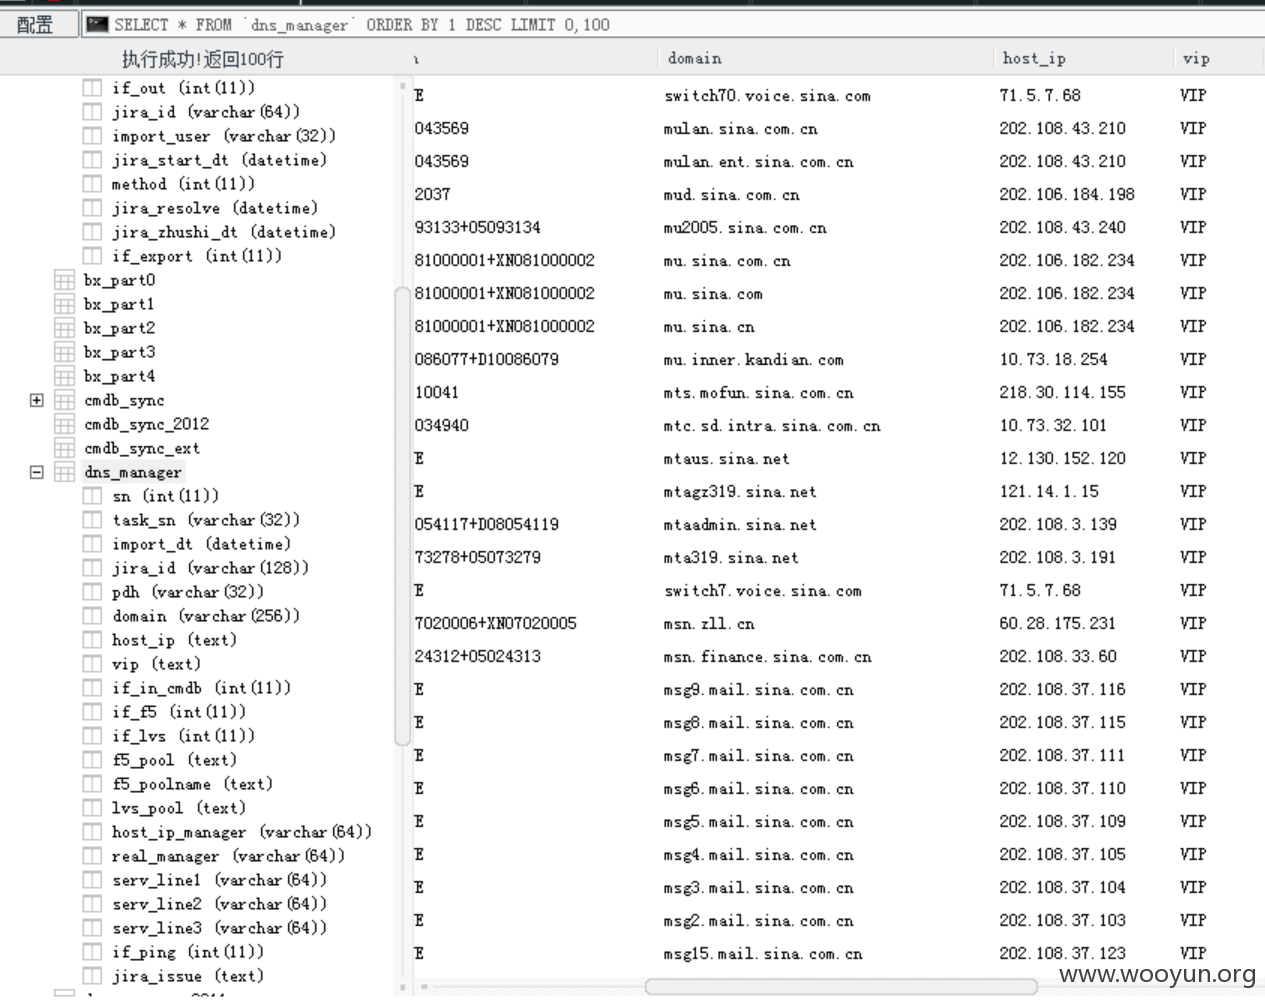 配置 SELECT * FROM `dns_manager` ORDER BY 1 DESC LIMIT 0,100
执行成功!返回100行
if_out (int(11))
jira_id (varchar(64))
import_user (varchar(32))
jira_start_dt (datetime)
method (int(11))
jira_resolve (datetime)
jira_zhushi_dt (datetime)
if_export (int(11))
bx_part0
bx_part1
bx_part2
bx_part3
bx_part4
cmdb_sync
cmdb_sync_2012
cmdb_sync_ext
dns_manager
sn (int(11))
task_sn (varchar(32))
import_dt (datetime)
jira_id (varchar(128))
pdh (varchar(32))
domain (varchar(256))
host_ip (text)
vip (text)
if_in_cmdb (int(11))
if_f5 (int(11))
if_lvs (int(11))
f5_pool (text)
f5_poolname (text)
lvs_pool (text)
host_ip_manager (varchar(64))
real_manager (varchar(64))
serv_line1 (varchar(64))
serv_line2 (varchar(64))
serv_line3 (varchar(64))
if_ping (int(11))
jira_issue (text)
domain host_ip vip
E switch70.voice.sina.com 71.5.7.68 VIP
043569 mulan.sina.com.cn 202.108.43.210 VIP
043569 mulan.ent.sina.com.cn 202.108.43.210 VIP
2037 mud.sina.com.cn 202.106.184.198 VIP
93133+05093134 mu2005.sina.com.cn 202.108.43.240 VIP
81000001+XN081000002 mu.sina.com.cn 202.106.182.234 VIP
81000001+XN081000002 mu.sina.com 202.106.182.234 VIP
81000001+XN081000002 mu.sina.cn 202.106.182.234 VIP
086077+D10086079 mu.inner.kandian.com 10.73.18.254 VIP
10041 mts.mofun.sina.com.cn 218.30.114.155 VIP
034940 mtc.sd.intra.sina.com.cn 10.73.32.101 VIP
E mtaus.sina.net 12.130.152.120 VIP
E mtagz319.sina.net 121.14.1.15 VIP
054117+D08054119 mtaadmin.sina.net 202.108.3.139 VIP
73278+05073279 mta319.sina.net 202.108.3.191 VIP
E switch7.voice.sina.com 71.5.7.68 VIP
7020006+XN07020005 msn.zll.cn 60.28.175.231 VIP
24312+05024313 msn.finance.sina.com.cn 202.108.33.60 VIP
E msg9.mail.sina.com.cn 202.108.37.116 VIP
E msg8.mail.sina.com.cn 202.108.37.115 VIP
E msg7.mail.sina.com.cn 202.108.37.111 VIP
E msg6.mail.sina.com.cn 202.108.37.110 VIP
E msg5.mail.sina.com.cn 202.108.37.109 VIP
E msg4.mail.sina.com.cn 202.108.37.105 VIP
E msg3.mail.sina.com.cn 202.108.37.104 VIP
E msg2.mail.sina.com.cn 202.108.37.103 VIP
E msg15.mail.sina.com.cn 202.108.37.123 VIP
www.wooyun.org